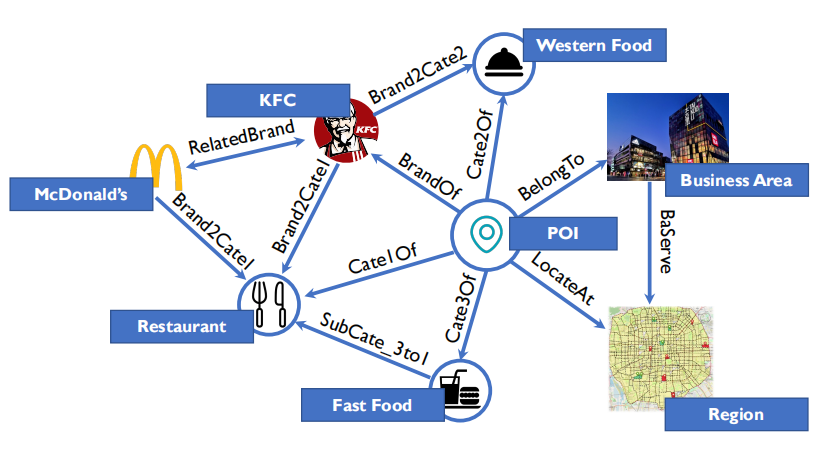 Western Food
Brand2Cate2
KFC
KFC
RelatedBrand
Cate2Of
BrandOf
BelongTo
Business Area
McDonald's
Brand2Cate1
Brand2Cate1
POI
BaServe
Cate1Of
LocateAt
Cate3Of
Restaurant
SubCate_3to1
Fast Food
Region